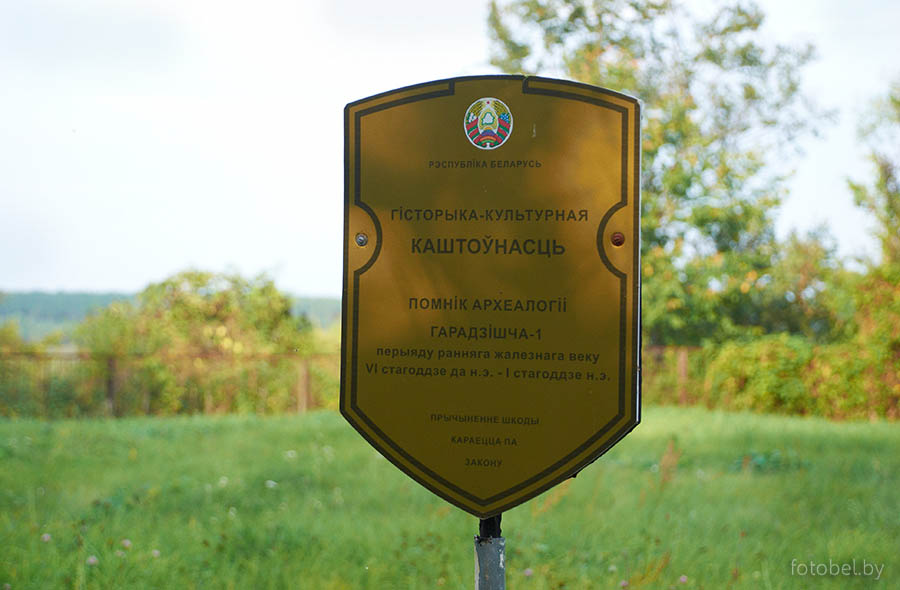 РЭСПУБЛІКА БЕЛАРУСЬ
ГІСТОРЫКА-КУЛЬТУРНАЯ
КАШТОЎНАСЦЬ
ПОМНІК АРХЕАЛОГІІ
ГАРАДЗІШЧА-1
перыяду ранняга жалезнага веку
VI стагоддзе да н.э. - I стагоддзе н.э.
ПРЫЧЫНЕННЕ ШКОДЫ
КАРАЕЦЦА ПА
ЗАКОНУ
fotobel.by